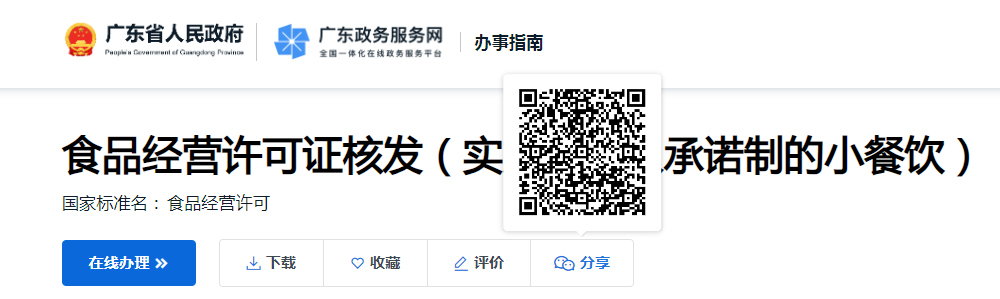 广东省人民政府
People's Government of Guangdong Province
广东政务服务网
全国一体化在线政务服务平台
办事指南
食品经营许可证核发（实 承诺制的小餐饮）
国家标准名： 食品经营许可
在线办理
下载
收藏
评价
分享